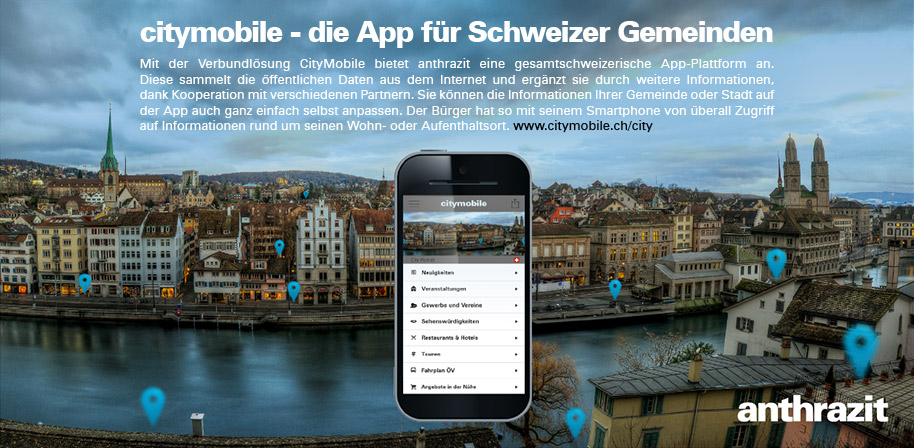 citymobile - die App für Schweizer Gemeinden
Mit der Verbundlösung CityMobile bietet anthrazit eine gesamtschweizerische App-Plattform an.
Diese sammelt die öffentlichen Daten aus dem Internet und ergänzt sie durch weitere Informationen,
dank Kooperation mit verschiedenen Partnern. Sie können die Informationen Ihrer Gemeinde oder Stadt auf
der App auch ganz einfach selbst anpassen. Der Bürger hat so mit seinem Smartphone von überall Zugriff
auf Informationen rund um seinen Wohn- oder Aufenthaltsort. www.citymobile.ch/city
citymobile
City Portrait
Neuigkeiten
Veranstaltungen
Gewerbe und Vereine
Sehenswürdigkeiten
Restaurants & Hotels
Touren
Fahrplan ÖV
Angebote in der Nähe
anthrazit